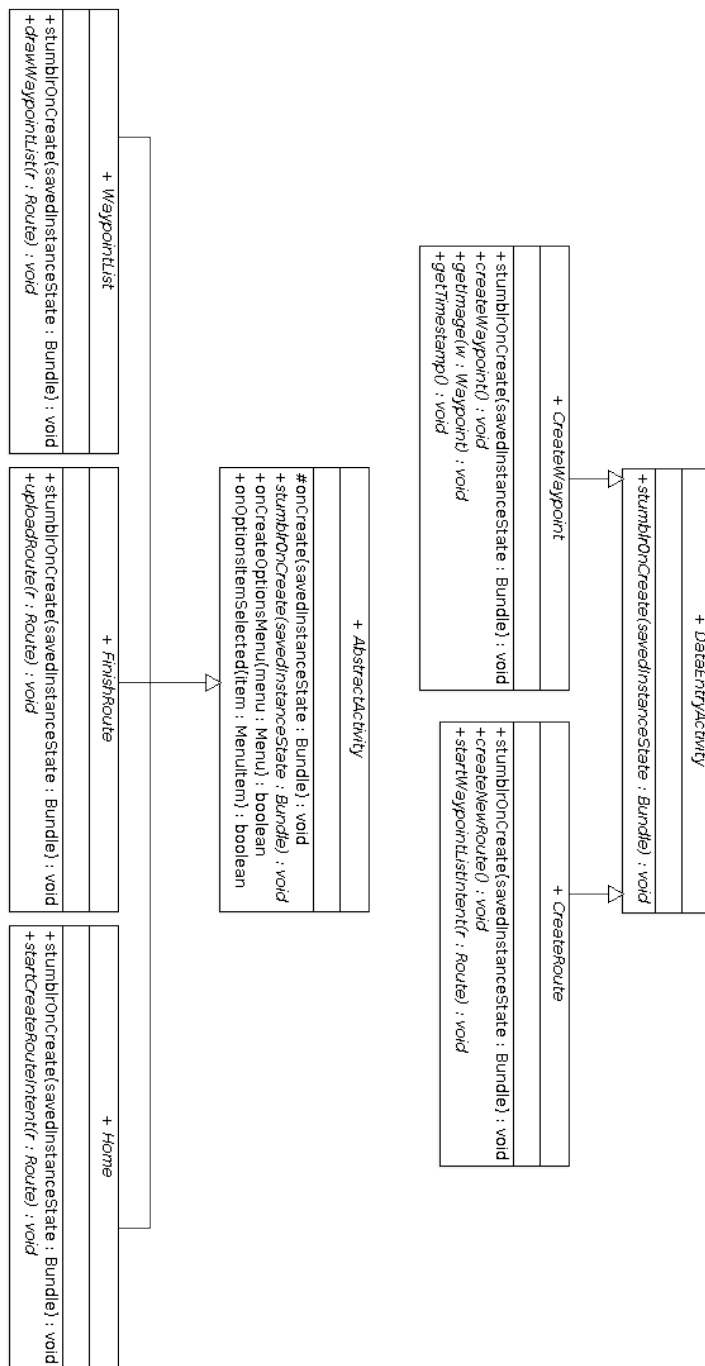 + DataEntryActivity
+stumblrOnCreate(savedInstanceState : Bundle) : void
+ CreateWaypoint
+stumblrOnCreate(savedInstanceState : Bundle) : void
+createWaypoint() : void
+getImage(w : Waypoint) : void
+getTimestamp() : void
+ CreateRoute
+stumblrOnCreate(savedInstanceState : Bundle) : void
+createNewRoute() : void
+startWaypointListIntent(r : Route) : void
+ AbstractActivity
#onCreate(savedInstanceState : Bundle) : void
+stumblrOnCreate(savedInstanceState : Bundle) : void
+onCreateOptionsMenu(menu : Menu) : boolean
+onOptionsItemSelected(item : MenuItem) : boolean
+ WaypointList
+stumblrOnCreate(savedInstanceState : Bundle) : void
+drawWaypointList(r : Route) : void
+ FinishRoute
+stumblrOnCreate(savedInstanceState : Bundle) : void
+uploadRoute(r : Route) : void
+ Home
+stumblrOnCreate(savedInstanceState : Bundle) : void
+startCreateRouteIntent(r : Route) : void